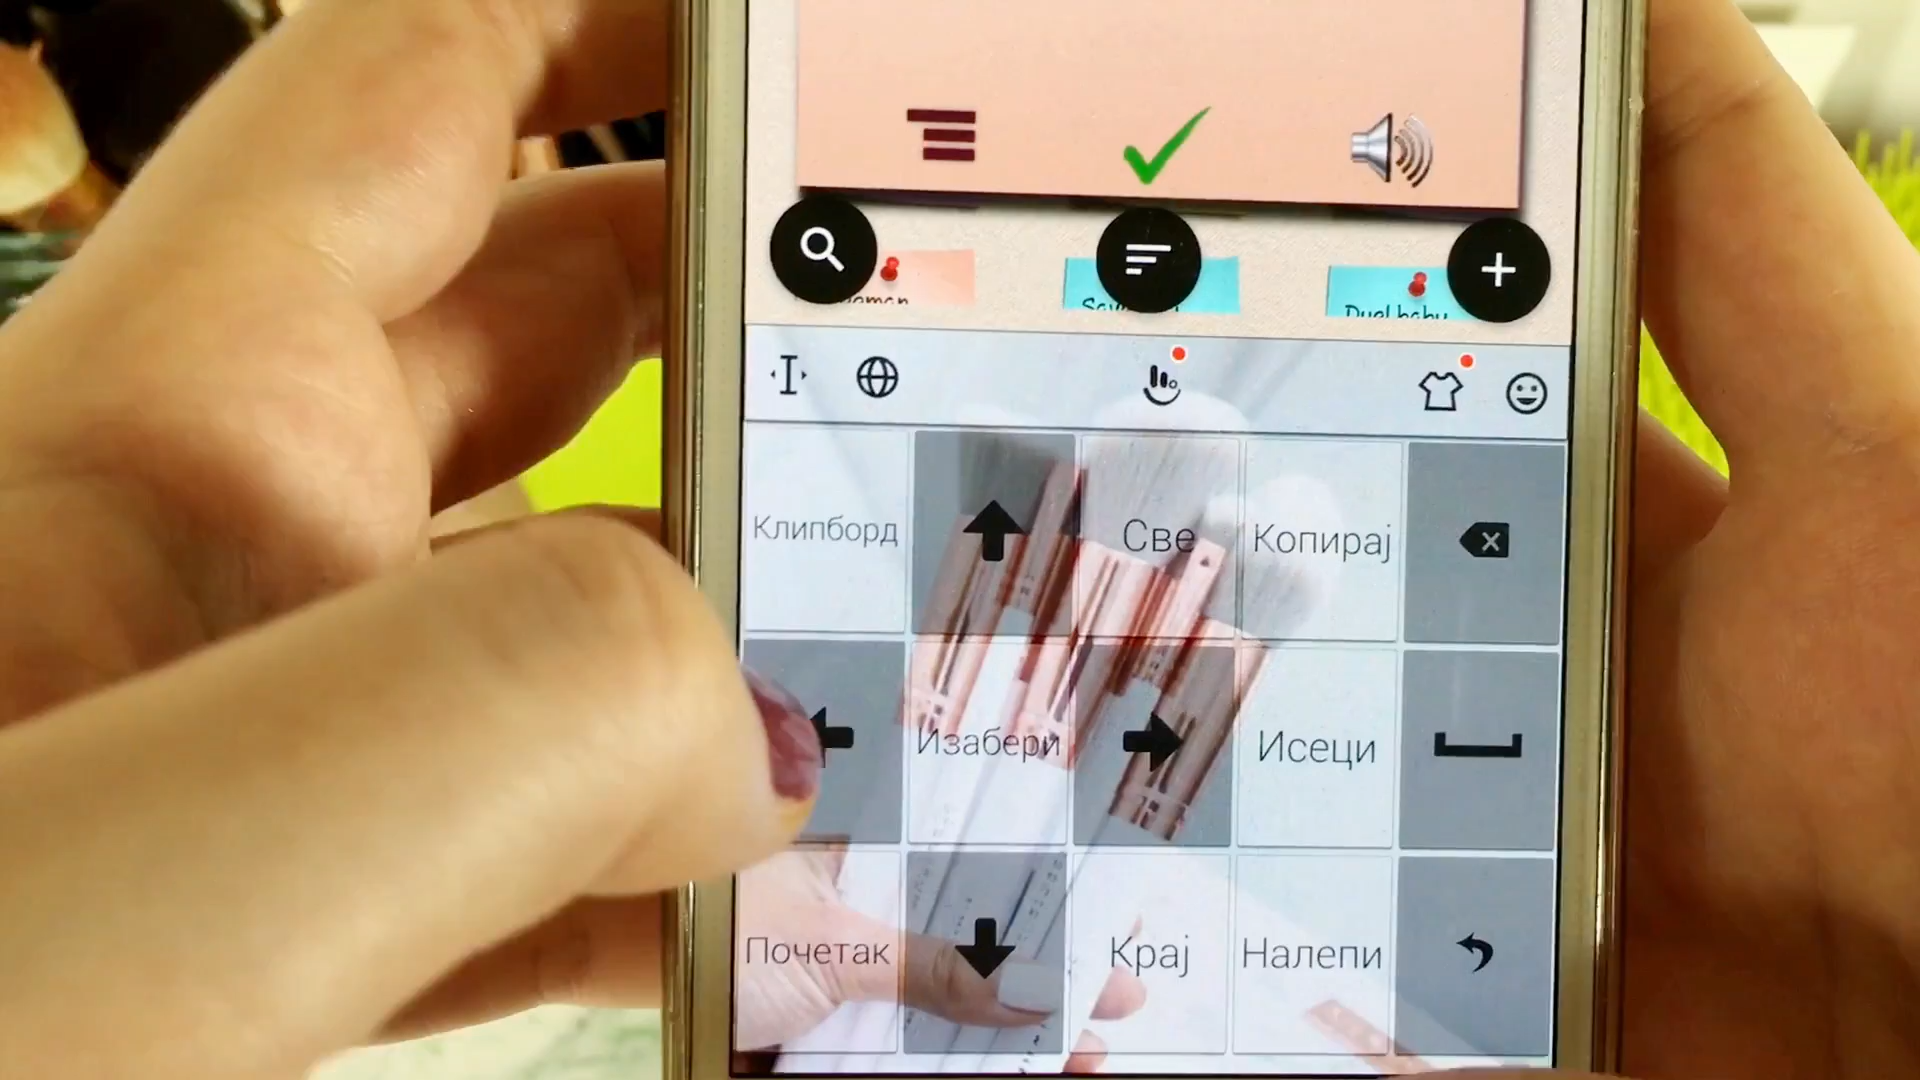 Клипборд
Све
Копирај
Изабери
Исеци
Почетак
Крај
Налепи